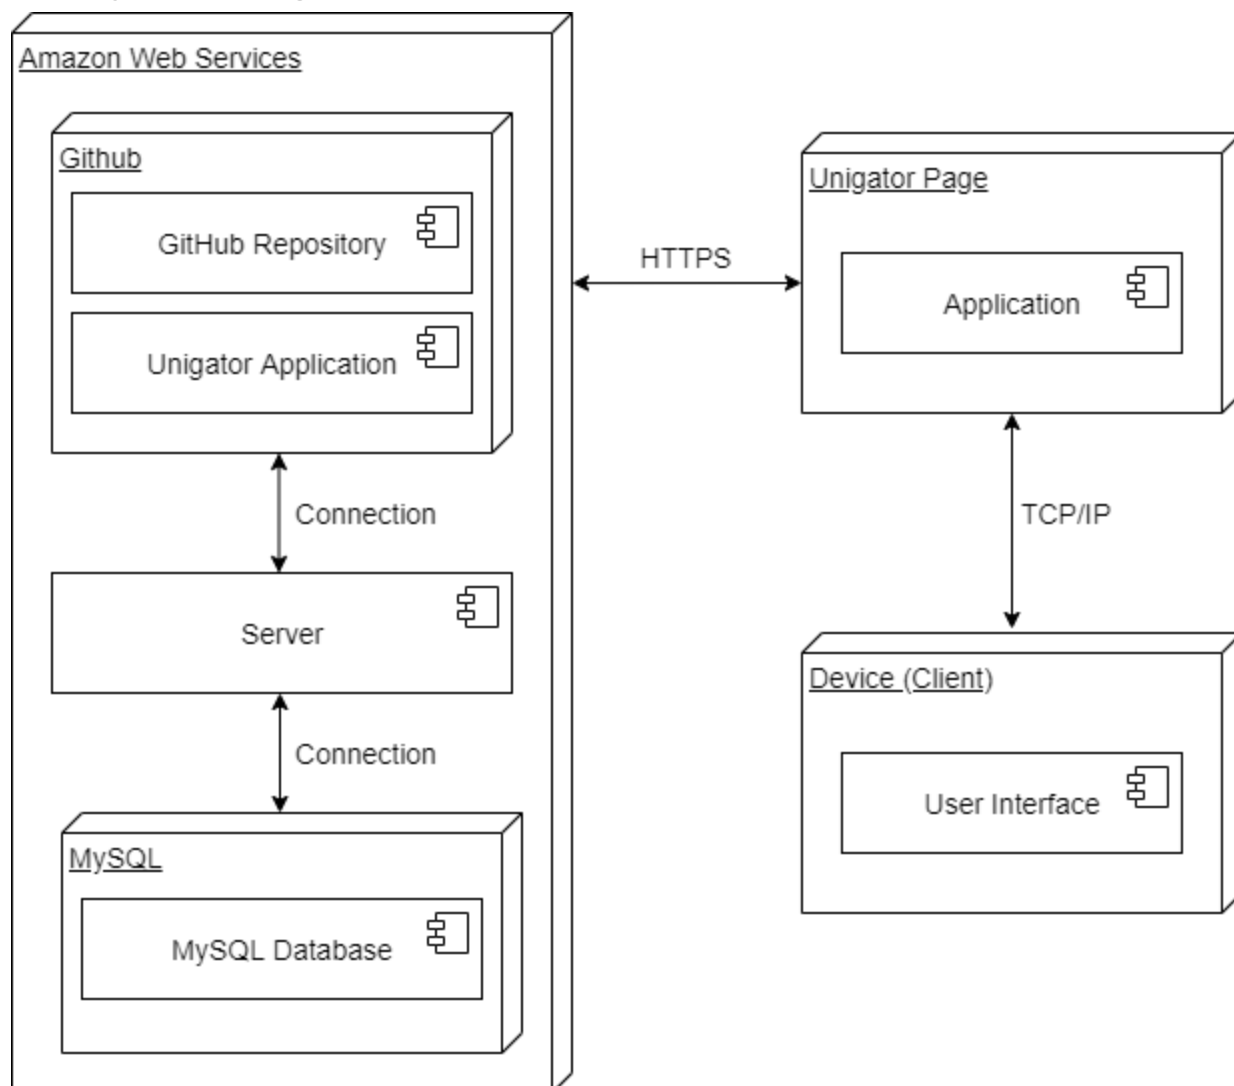 Amazon Web Services
Github
GitHub Repository
Unigator Application
Connection
Server
Connection
MySQL
MySQL Database
HTTPS
Unigator Page
Application
TCP/IP
Device (Client)
User Interface